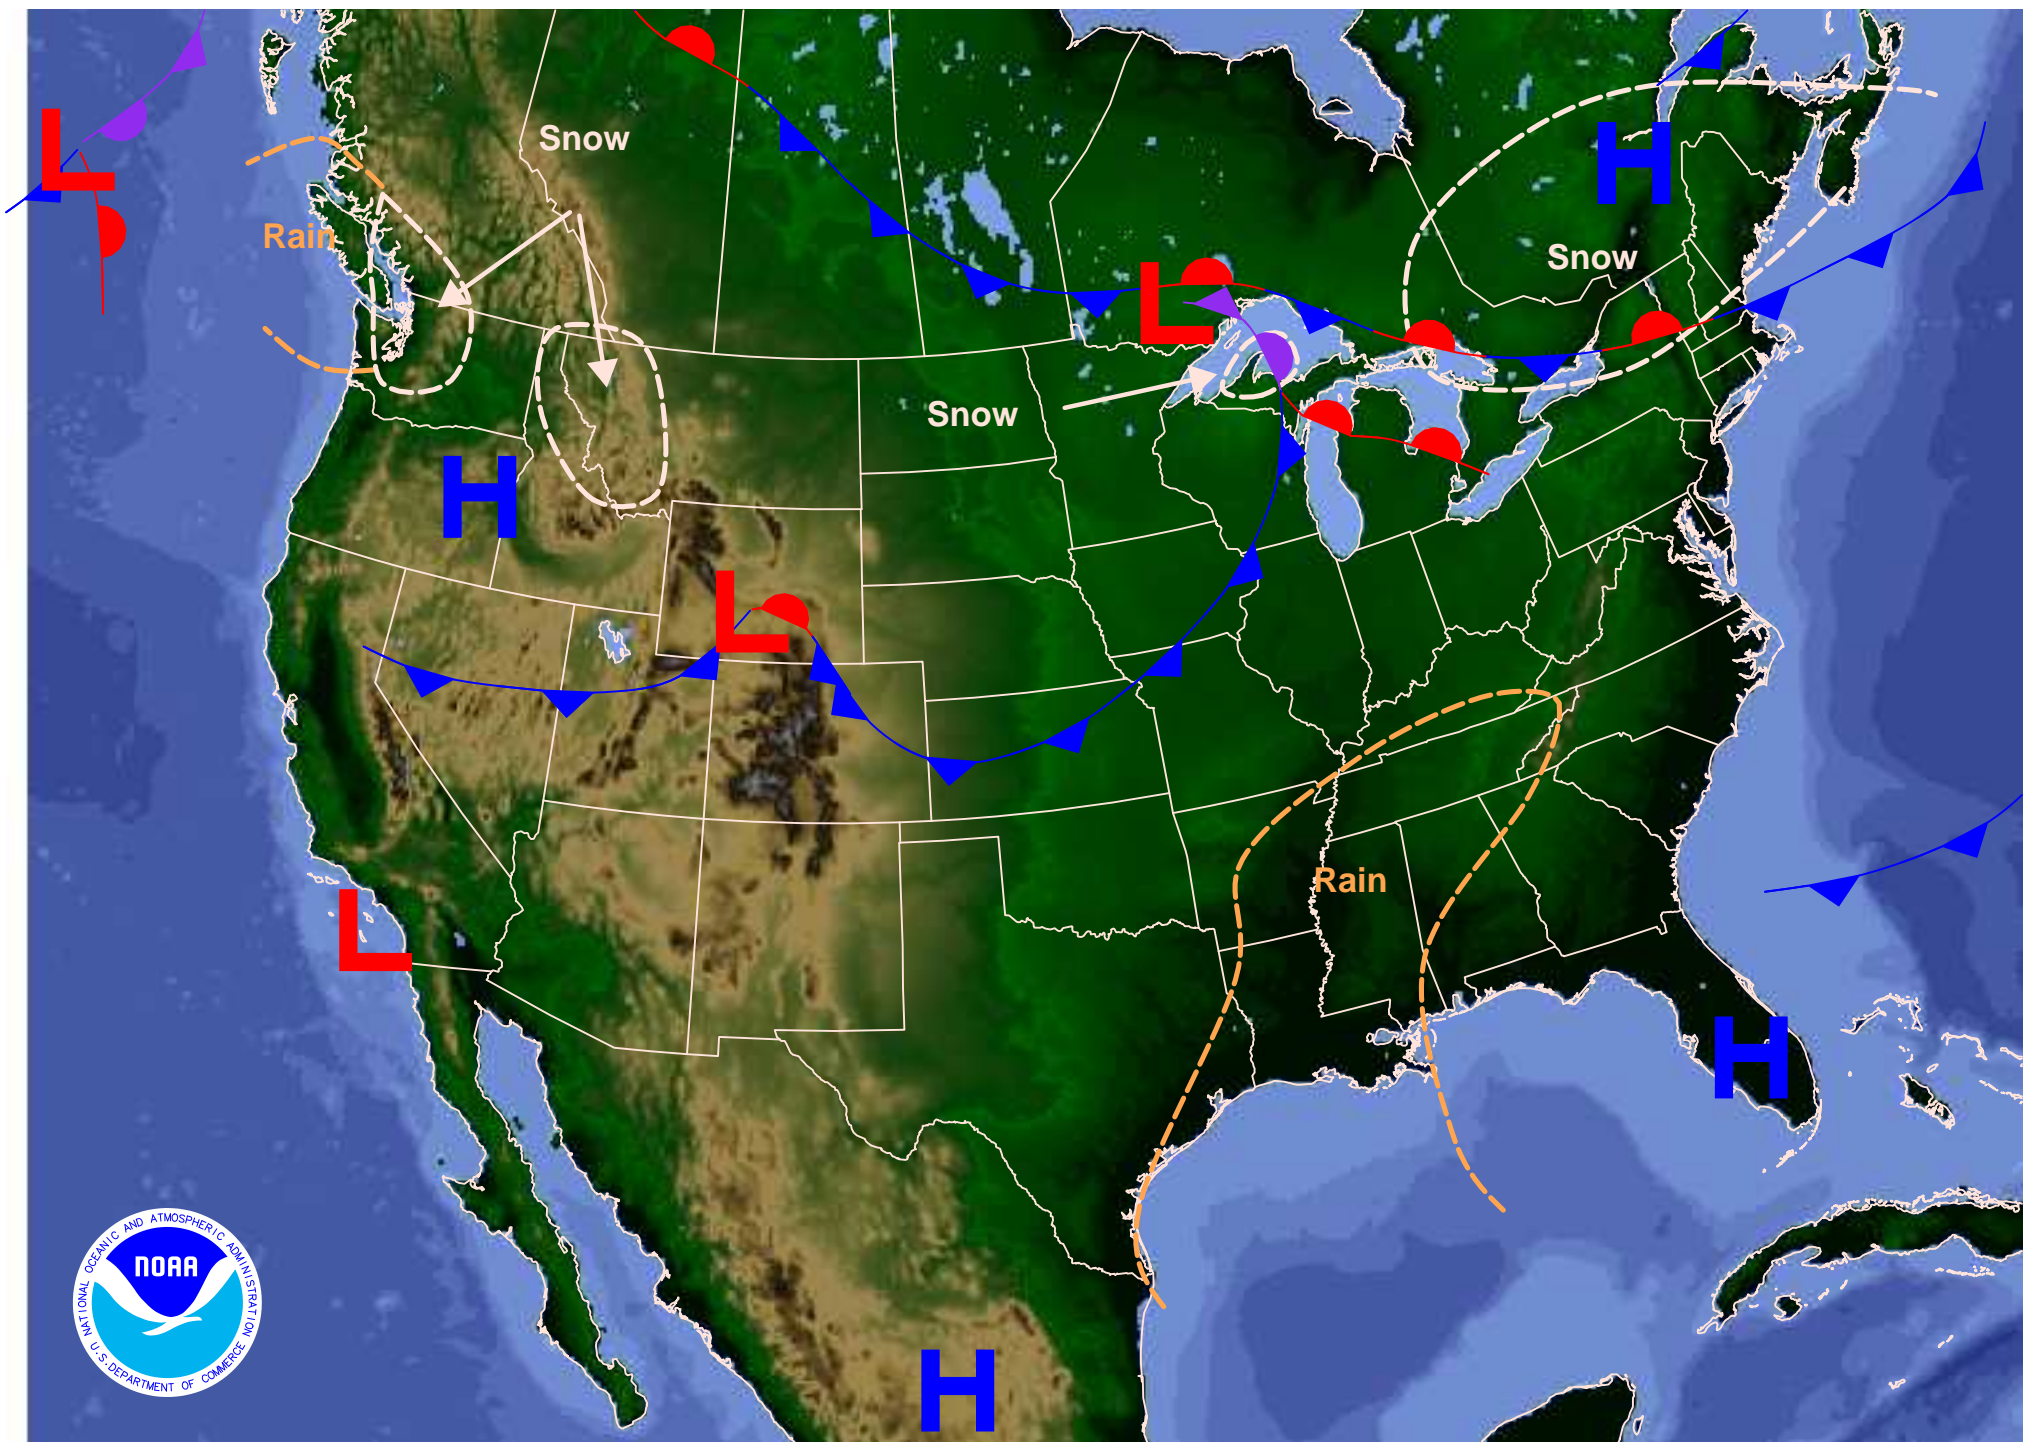 Snow
Rain
Snow
L
H
L
Snow
H
L
Rain
L
H
H
NATIONAL OCEANIC AND ATMOSPHERIC ADMINISTRATION
NOAA
U.S. DEPARTMENT OF COMMERCE